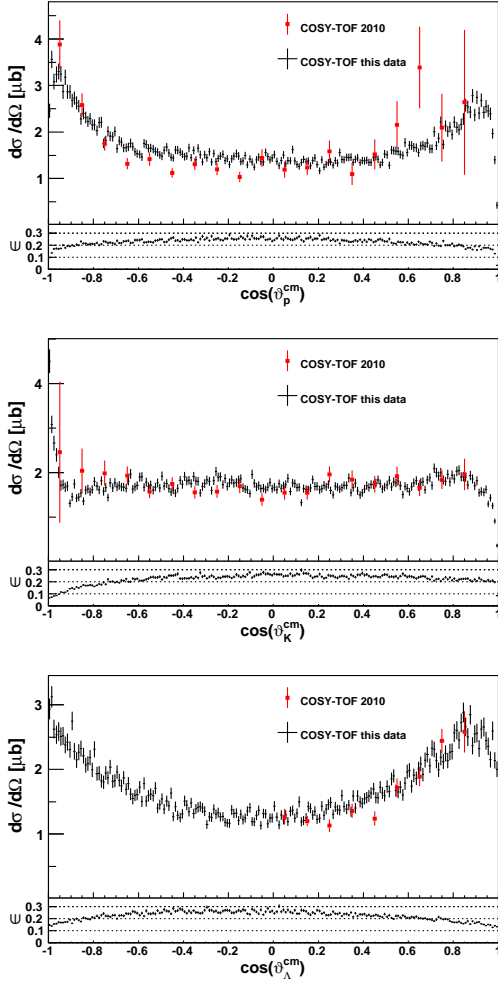 COSY-TOF 2010
COSY-TOF this data
dσ/dΩ [μb]
4
3
2
1
∈
0.3
0.2
0.1
0
-1 -0.8 -0.6 -0.4 -0.2 0 0.2 0.4 0.6 0.8 1
cos(ϑ_p^cm)
COSY-TOF 2010
COSY-TOF this data
dσ/dΩ [μb]
4
2
∈
0.3
0.2
0.1
0
-1 -0.8 -0.6 -0.4 -0.2 0 0.2 0.4 0.6 0.8 1
cos(ϑ_K^cm)
COSY-TOF 2010
COSY-TOF this data
dσ/dΩ [μb]
3
2
1
∈
0.3
0.2
0.1
0
-1 -0.8 -0.6 -0.4 -0.2 0 0.2 0.4 0.6 0.8 1
cos(ϑ_Λ^cm)